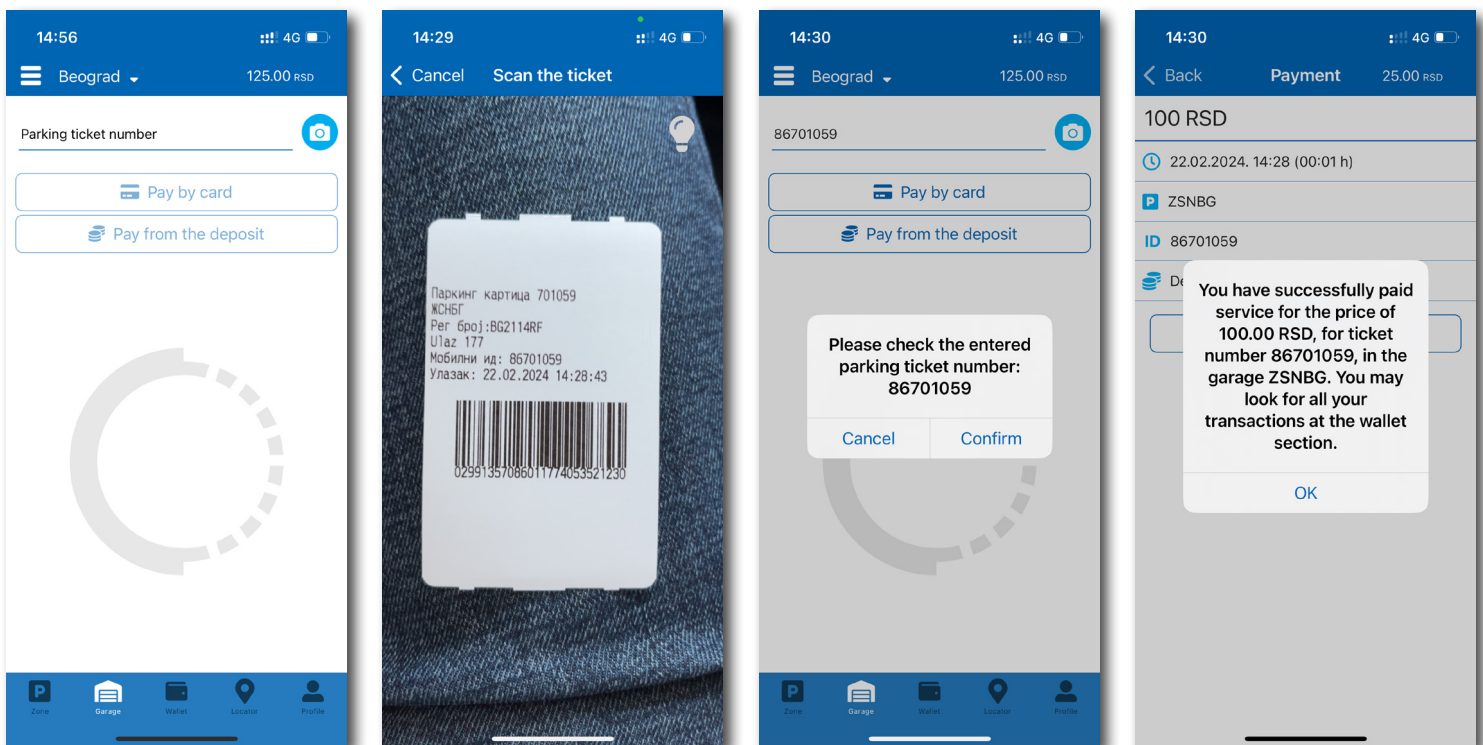 14:56
4G
Beograd
125.00 RSD
Parking ticket number
Pay by card
Pay from the deposit
Zone
Garage
Wallet
Locator
Profile
14:29
4G
Cancel
Scan the ticket
Паркинг картица 701059
ЖСНБГ
Рег број:BG2114RF
Ulaz 177
Мобилни ид: 86701059
Улазак: 22.02.2024 14:28:43
02991357086011774053521230
14:30
4G
Beograd
125.00 RSD
86701059
Pay by card
Pay from the deposit
Please check the entered
parking ticket number:
86701059
Cancel
Confirm
Zone
Garage
Wallet
Locator
Profile
14:30
4G
Back
Payment
25.00 RSD
100 RSD
22.02.2024. 14:28 (00:01 h)
P ZSNBG
ID 86701059
De
You have successfully paid
service for the price of
100.00 RSD, for ticket
number 86701059, in the
garage ZSNBG. You may
look for all your
transactions at the wallet
section.
OK